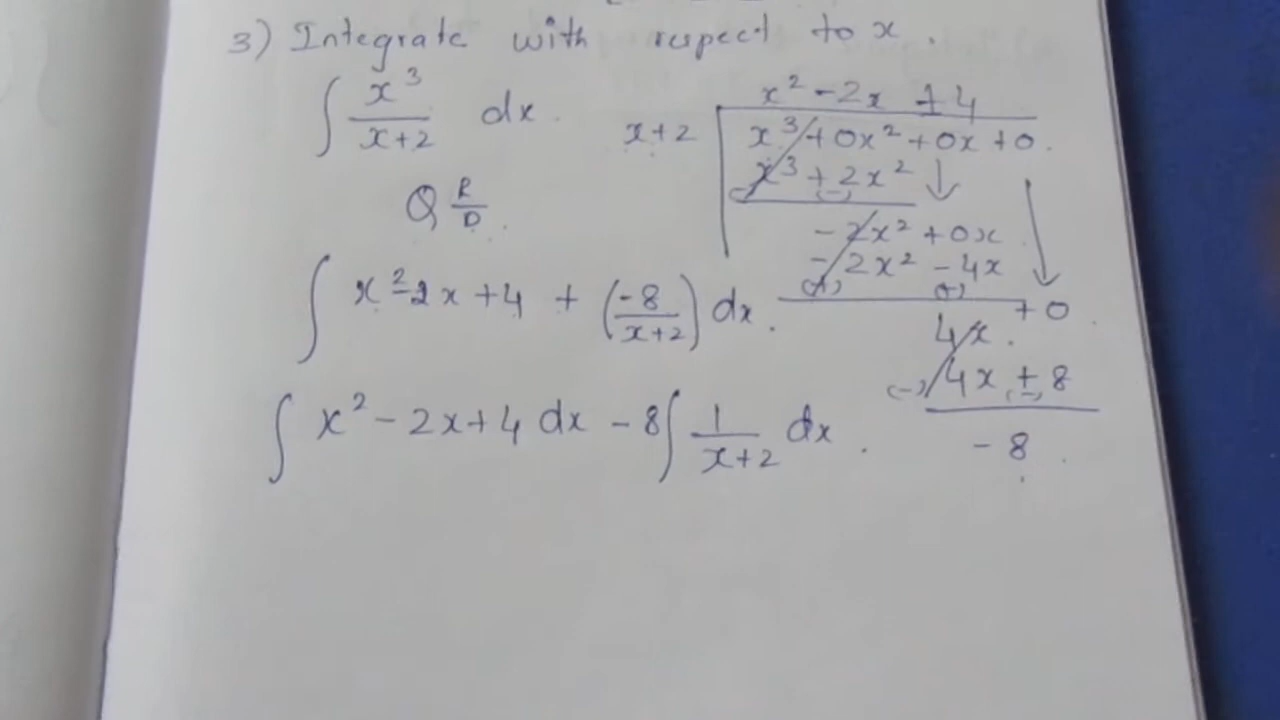 3) Integrate with respect to x.
∫ x³/(x+2) dx.
x² - 2x + 4
x+2 | x³ + 0x² + 0x + 0.
x³ + 2x²
(-) (-)
Q R/D.
- 2x² + 0x
- 2x² - 4x
(+) (+)
∫ x² - 2x + 4 + (-8/(x+2)) dx.
4x. + 0.
4x + 8
(-) (-)
- 8.
∫ x² - 2x + 4 dx - 8 ∫ 1/(x+2) dx.